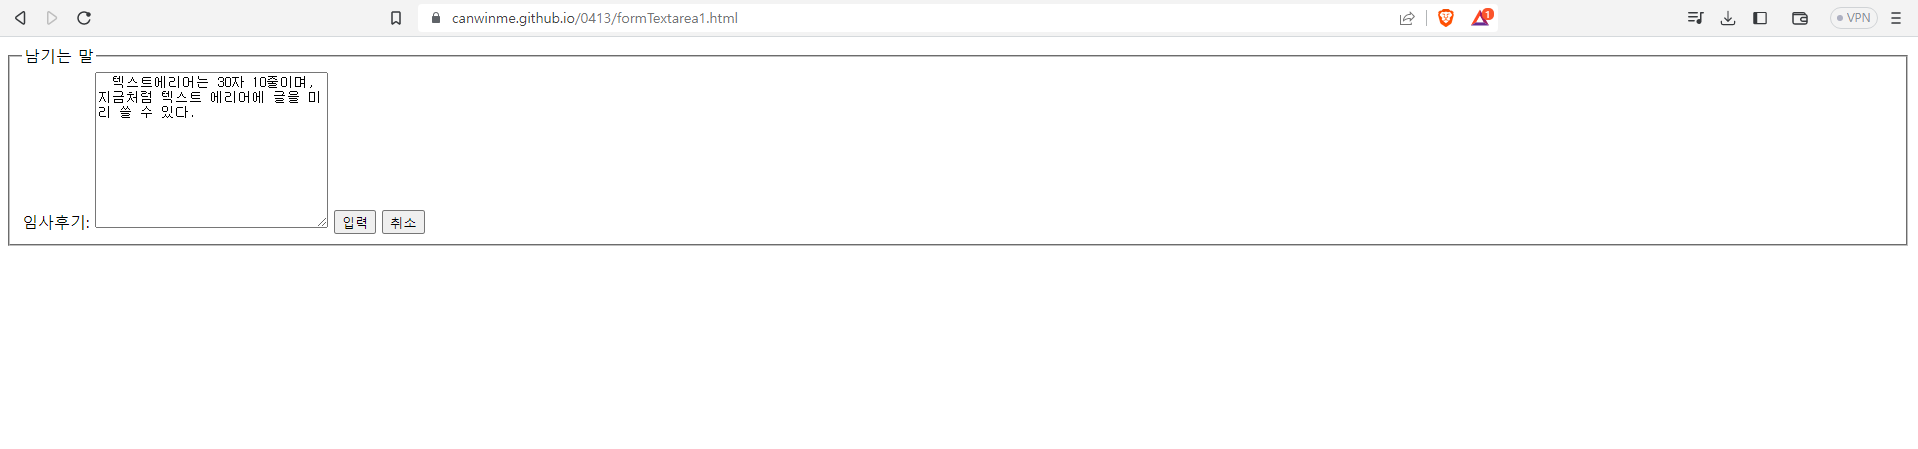 canwinme.github.io/0413/formTextarea1.html
1
VPN
남기는 말
텍스트에리어는 30자 10줄이며,
지금처럼 텍스트 에리어에 글을 미
리 쓸 수 있다.
임사후기: 입력 취소